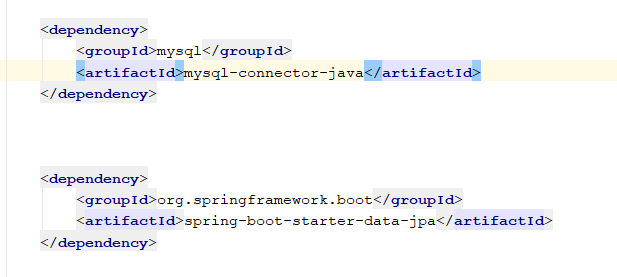 <dependency>
<groupId>mysql</groupId>
<artifactId>mysql-connector-java</artifactId>
</dependency>
<dependency>
<groupId>org.springframework.boot</groupId>
<artifactId>spring-boot-starter-data-jpa</artifactId>
</dependency>